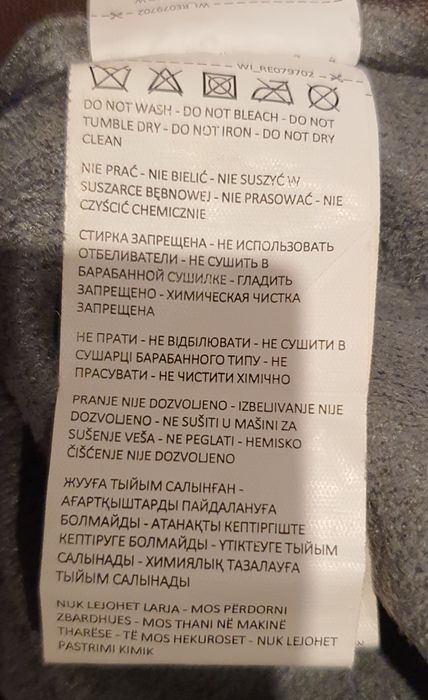 WI_RE079702
WI_RE079702
DO NOT WASH - DO NOT BLEACH - DO NOT
TUMBLE DRY - DO NOT IRON - DO NOT DRY
CLEAN
NIE PRAĆ - NIE BIELIĆ - NIE SUSZYĆ W
SUSZARCE BĘBNOWEJ - NIE PRASOWAĆ - NIE
CZYŚCIĆ CHEMICZNIE
СТИРКА ЗАПРЕЩЕНА - НЕ ИСПОЛЬЗОВАТЬ
ОТБЕЛИВАТЕЛИ - НЕ СУШИТЬ В
БАРАБАННОЙ СУШИЛКЕ - ГЛАДИТЬ
ЗАПРЕЩЕНО - ХИМИЧЕСКАЯ ЧИСТКА
ЗАПРЕЩЕНА
НЕ ПРАТИ - НЕ ВІДБІЛЮВАТИ - НЕ СУШИТИ В
СУШАРЦІ БАРАБАННОГО ТИПУ - НЕ
ПРАСУВАТИ - НЕ ЧИСТИТИ ХІМІЧНО
PRANJE NIJE DOZVOLJENO - IZBELJIVANJE NIJE
DOZVOLJENO - NE SUŠITI U MAŠINI ZA
SUŠENJE VEŠA - NE PEGLATI - HEMISKO
ČIŠĆENJE NIJE DOZVOLJENO
ЖУУҒА ТЫЙЫМ САЛЫНҒАН -
АҒАРТҚЫШТАРДЫ ПАЙДАЛАНУҒА
БОЛМАЙДЫ - АТАНАҚТЫ КЕПТІРГІШТЕ
КЕПТІРУГЕ БОЛМАЙДЫ - ҮТІКТЕУГЕ ТЫЙЫМ
САЛЫНАДЫ - ХИМИЯЛЫҚ ТАЗАЛАУҒА
ТЫЙЫМ САЛЫНАДЫ
NUK LEJOHET LARJA - MOS PËRDORNI
ZBARDHUES - MOS THANI NË MAKINË
THARËSE - TË MOS HEKUROSET - NUK LEJOHET
PASTRIMI KIMIK